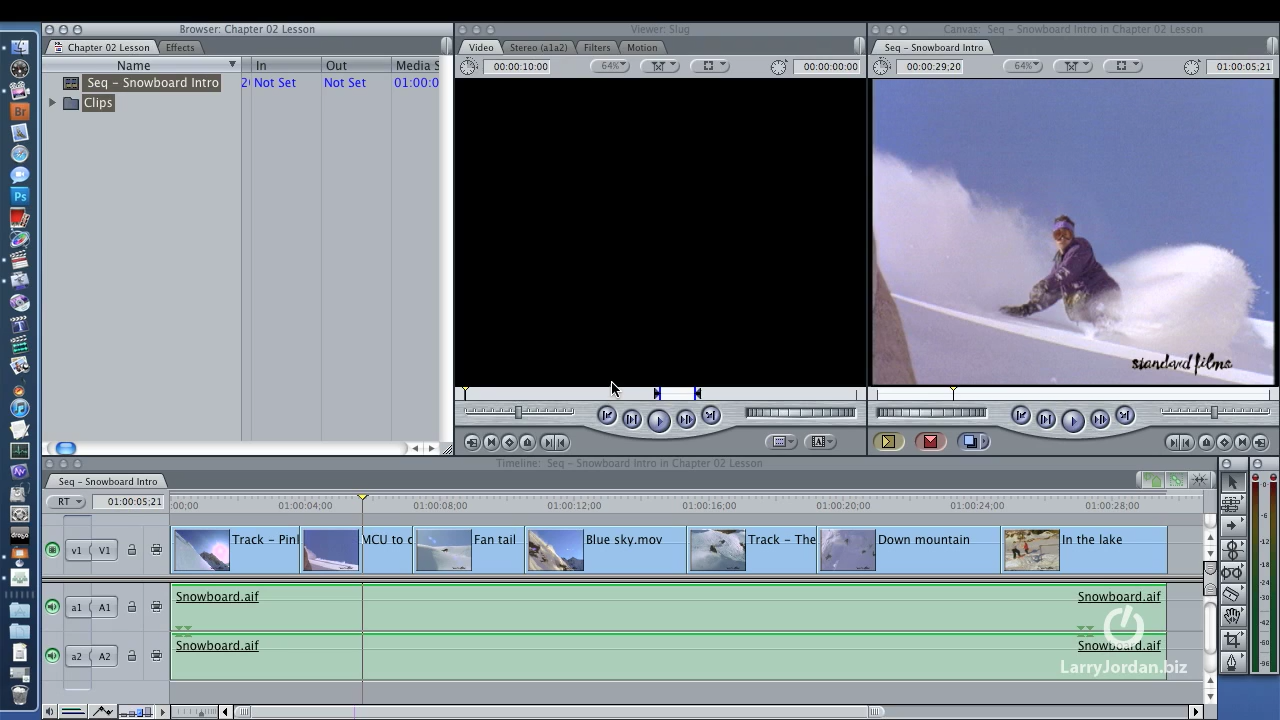 Browser: Chapter 02 Lesson
Viewer: Slug
Canvas: Seq – Snowboard Intro in Chapter 02 Lesson
Chapter 02 Lesson
Effects
Video
Stereo (a1a2)
Filters
Motion
Seq – Snowboard Intro
Name
In
Out
Media S
00:00:10:00
64%
00:00:00:00
00:00:29;20
64%
01:00:05;21
Seq – Snowboard Intro
Not Set
Not Set
01:00:0
Clips
Br
Ps
standard films
Timeline: Seq – Snowboard Intro in Chapter 02 Lesson
Seq – Snowboard Intro
RT
01:00:05;21
:00;00
01:00:04;00
01:00:08;00
01:00:12;00
01:00:16;00
01:00:20;00
01:00:24;00
01:00:28;00
v1
V1
Track – Pinl
MCU to c
Fan tail
Blue sky.mov
Track – The
Down mountain
In the lake
a1
A1
Snowboard.aif
Snowboard.aif
a2
A2
Snowboard.aif
Snowboard.aif
LarryJordan.biz